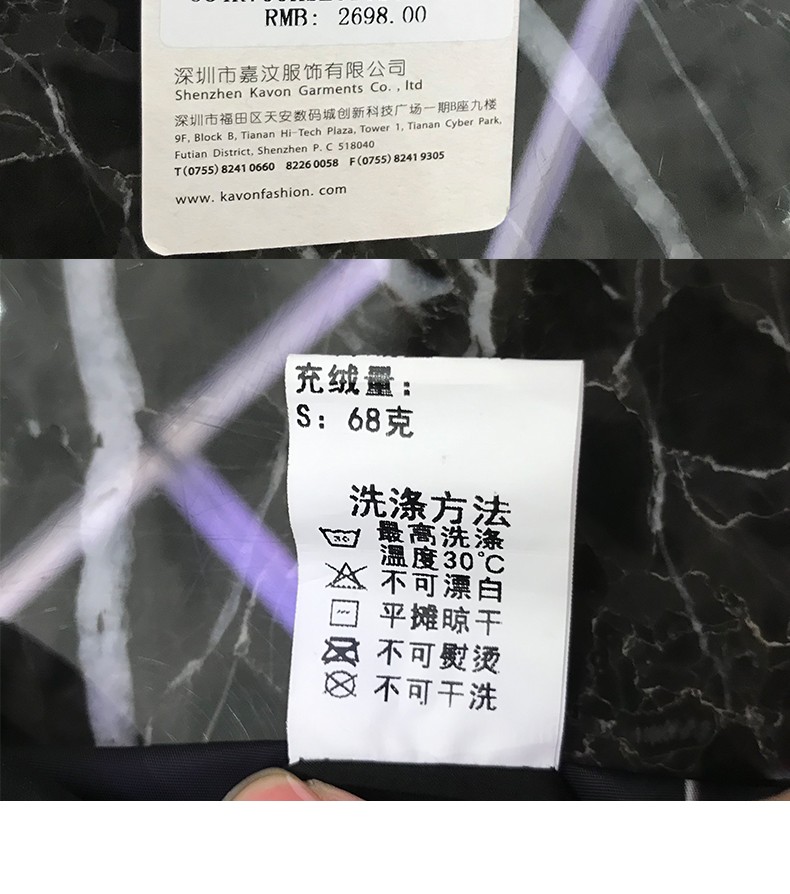 RMB: 2698.00
深圳市嘉汶服饰有限公司
Shenzhen Kavon Garments Co. , ltd
深圳市福田区天安数码城创新科技广场一期B座九楼
9F, Block B, Tianan Hi-Tech Plaza, Tower 1, Tianan Cyber Park,
Futian District, Shenzhen P. C 518040
T(0755) 8241 0660 8226 0058 F(0755) 8241 9305
www. kavonfashion. com
充绒量:
S: 68克
洗涤方法
最高洗涤
温度30℃
不可漂白
平摊晾干
不可熨烫
不可干洗